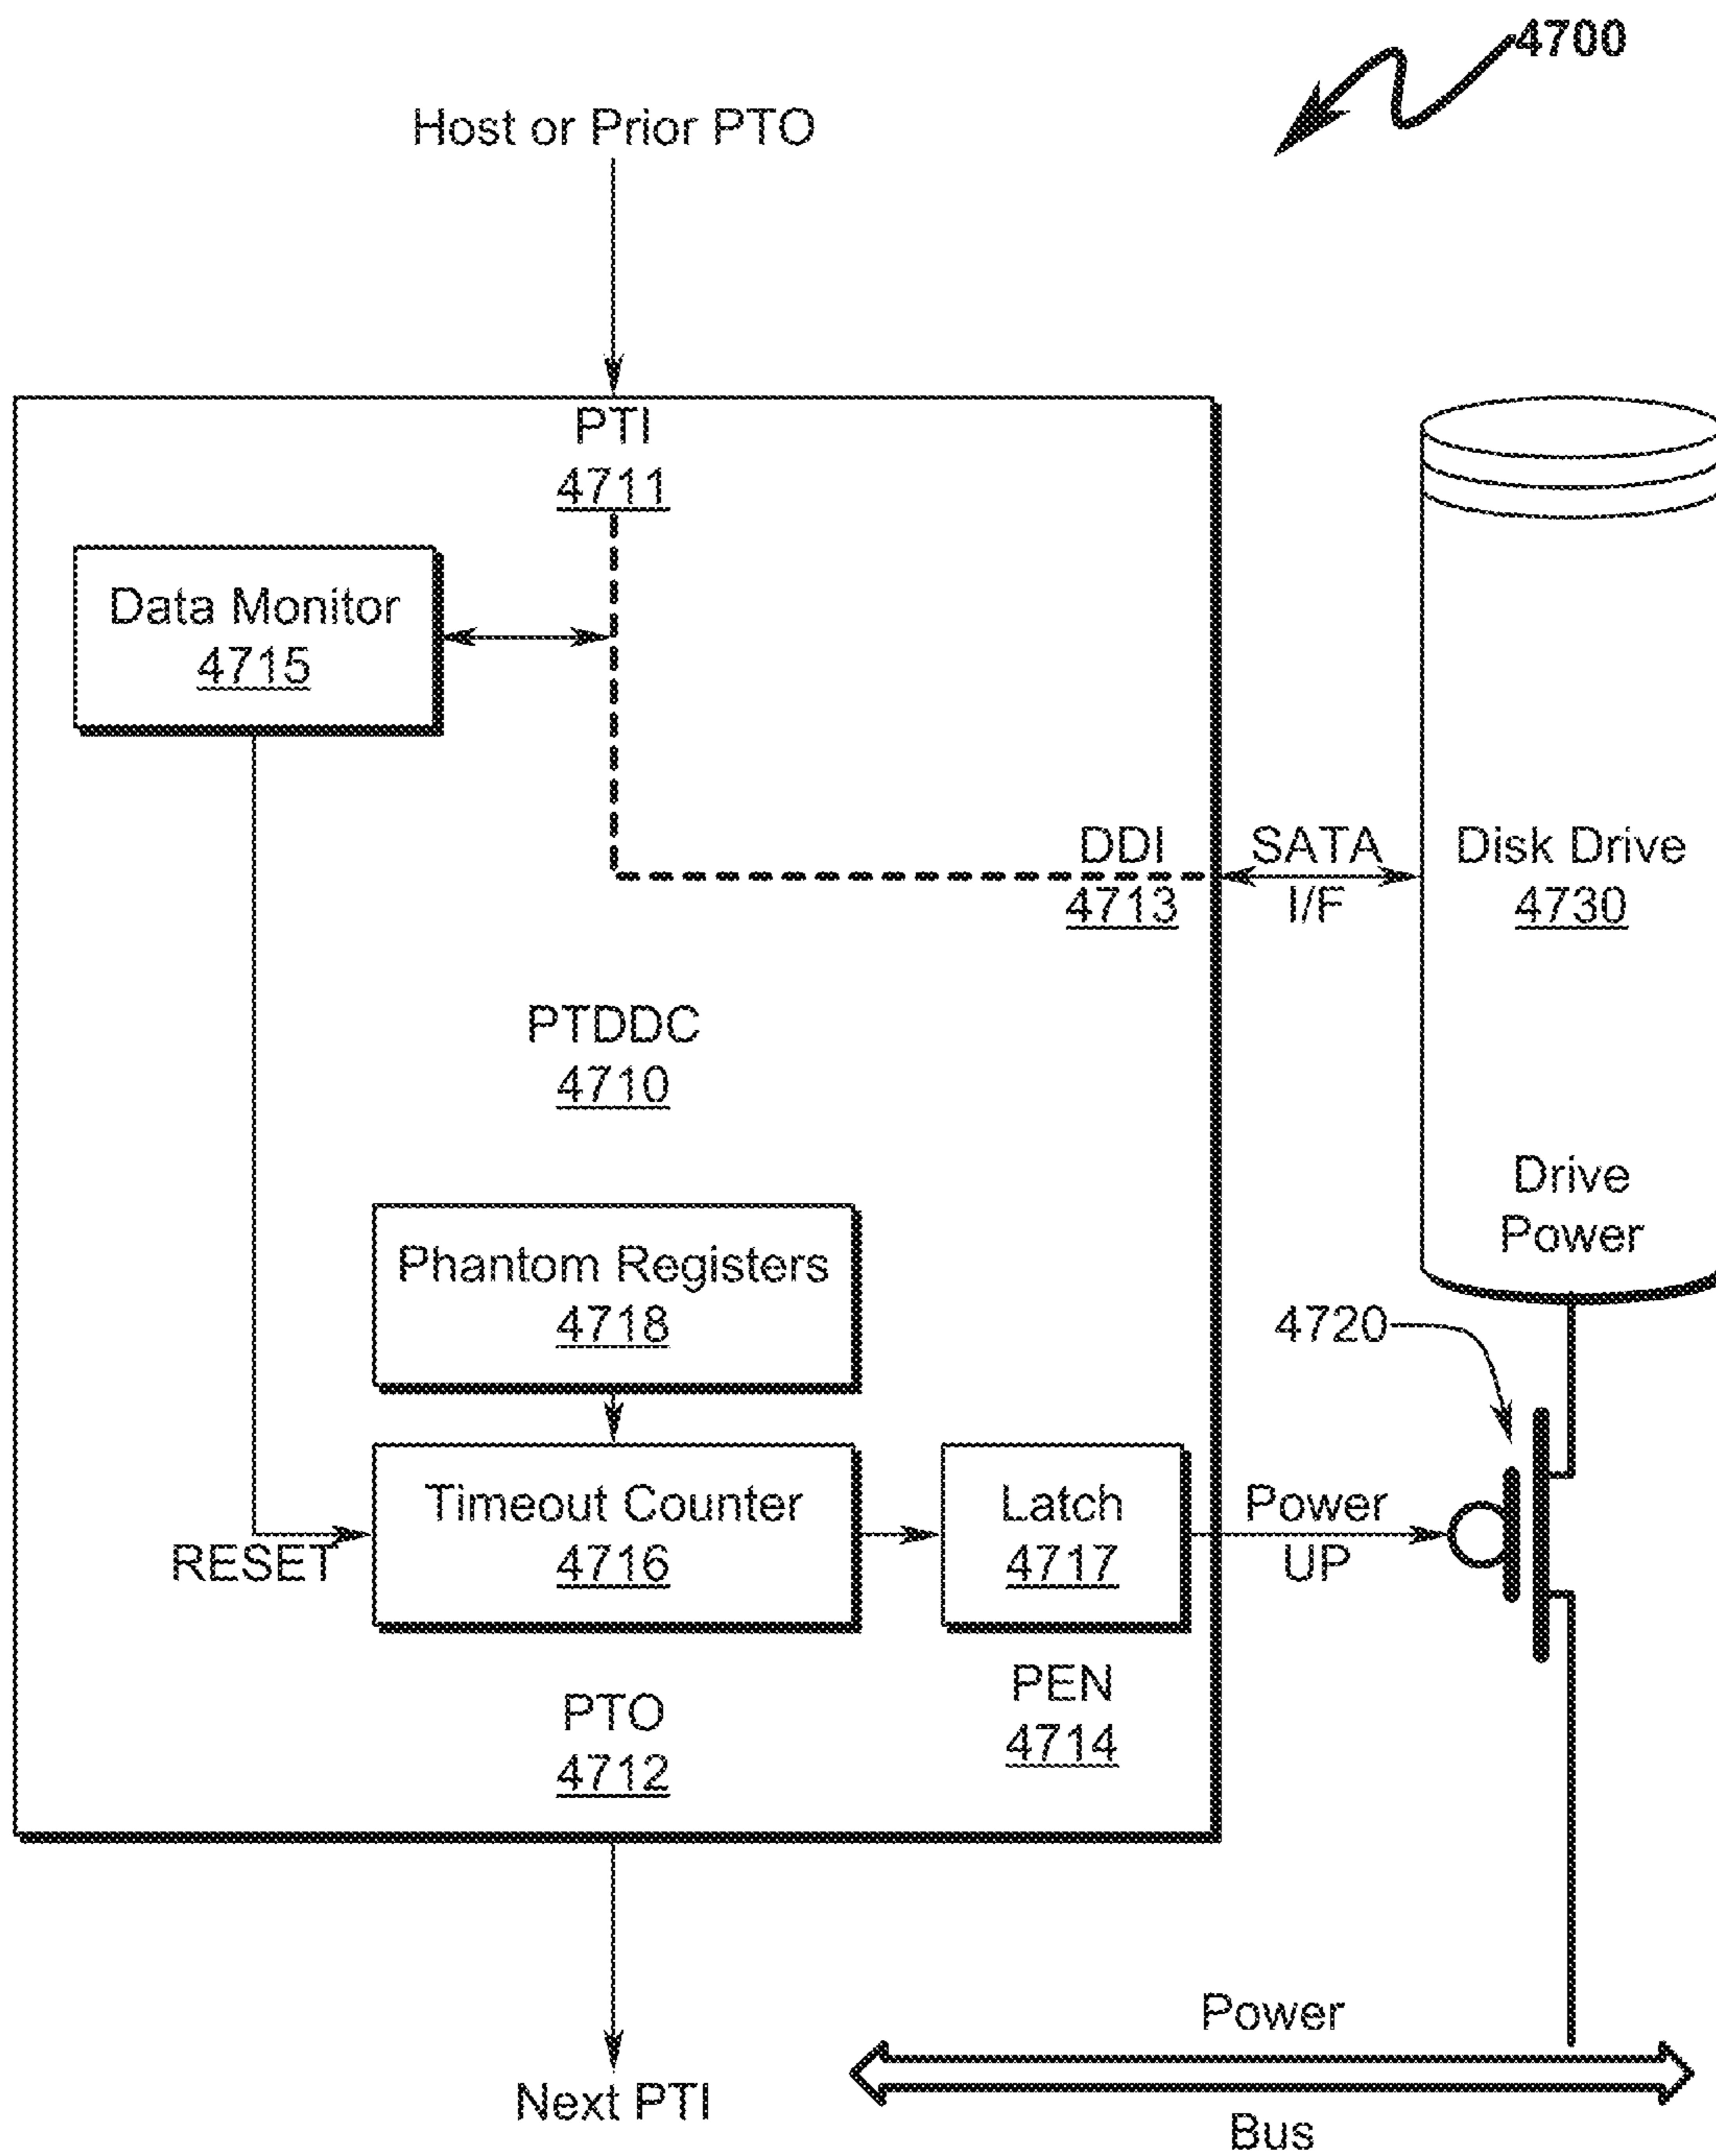 4700
Host or Prior PTO
PTI
4711
Data Monitor
4715
DDI
4713
SATA
I/F
Disk Drive
4730
PTDDC
4710
Drive
Power
Phantom Registers
4718
4720
Timeout Counter
4716
Latch
4717
Power
UP
RESET
PEN
4714
PTO
4712
Power
Next PTI
Bus